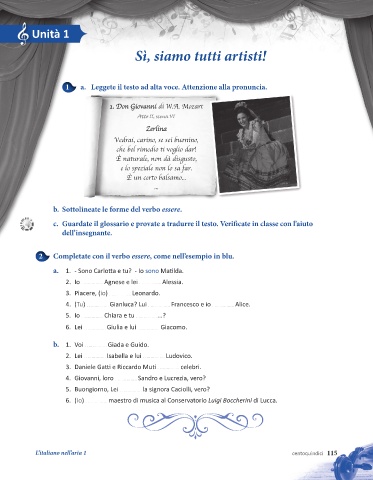 Unità 1
Sì, siamo tutti artisti!
1 a. Leggete il testo ad alta voce. Attenzione alla pronuncia.
1. Don Giovanni di W.A. Mozart
Atto II, scena VI
Zerlina
Vedrai, carino, se sei buonino,
che bel rimedio ti voglio dar!
È naturale, non dà disgusto,
e lo speziale non lo sa far.
È un certo balsamo...
...
b. Sottolineate le forme del verbo essere.
c. Guardate il glossario e provate a tradurre il testo. Verificate in classe con l'aiuto
dell'insegnante.
2 Completate con il verbo essere, come nell'esempio in blu.
a. 1. - Sono Carlotta e tu? - Io sono Matilda.
2. Io ........ Agnese e lei ........ Alessia.
3. Piacere, (io) ........ Leonardo.
4. (Tu) ........ Gianluca? Lui ........ Francesco e io ........ Alice.
5. Io ........ Chiara e tu ........ ...?
6. Lei ........ Giulia e lui ........ Giacomo.
b. 1. Voi ........ Giada e Guido.
2. Lei ........ Isabella e lui ........ Ludovico.
3. Daniele Gatti e Riccardo Muti ........ celebri.
4. Giovanni, loro ........ Sandro e Lucrezia, vero?
5. Buongiorno, Lei ........ la signora Caciolli, vero?
6. (Io) ........ maestro di musica al Conservatorio Luigi Boccherini di Lucca.
L'italiano nell'aria 1
centoquindici 115